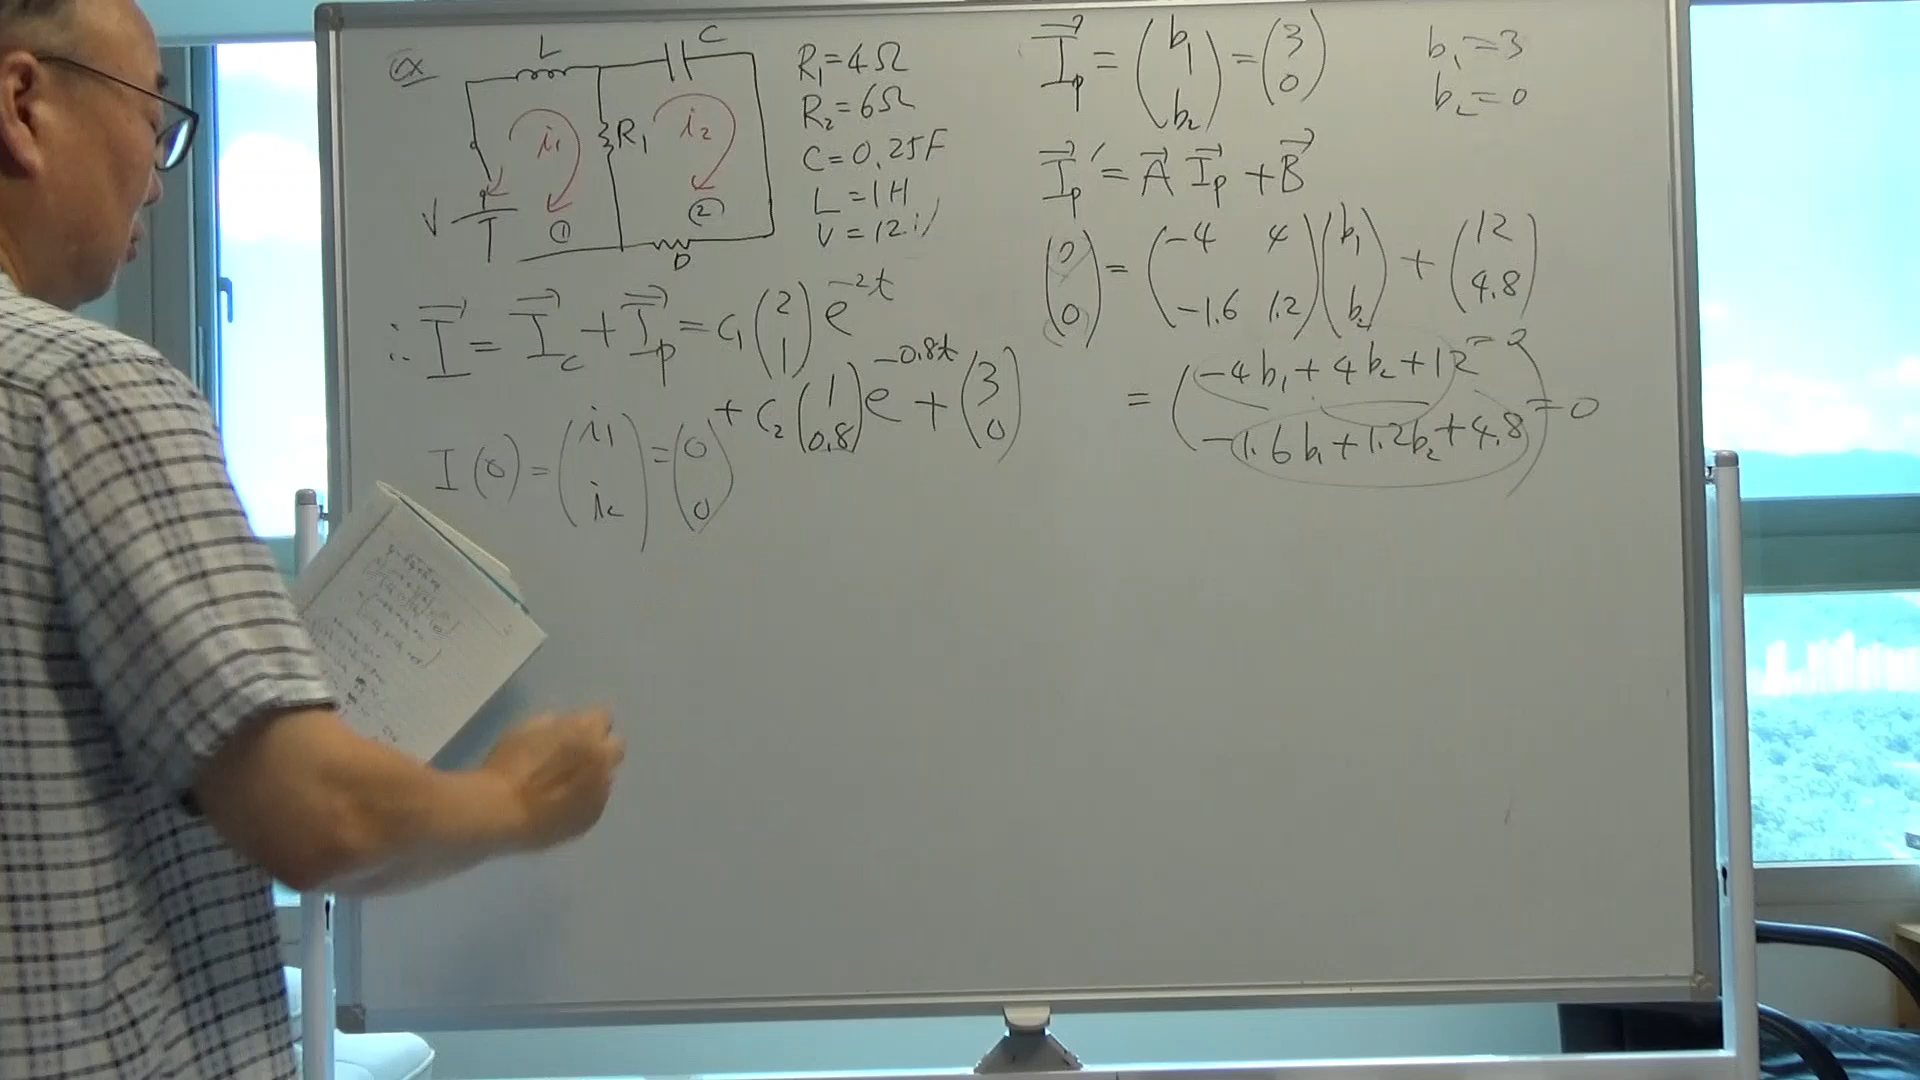 ex
L
C
R₁
i₁
i₂
V
①
②
R₁=4Ω
R₂=6Ω
C=0.25F
L=1H
V=12
∴ I⃗ = I⃗c + I⃗p = c₁ (2 1) e^-2t
+ c₂ (1 0.8) e^-0.8t + (3 0)
I(0) = (i₁ i₂) = (0 0)
I⃗p = (b₁ b₂) = (3 0)
b₁=3
b₂=0
I⃗p' = A⃗ I⃗p + B⃗
(0 0) = (-4 4 -1.6 1.2)(b₁ b₂) + (12 4.8)
= (-4b₁+4b₂+12
-1.6b₁+1.2b₂+4.8) =0